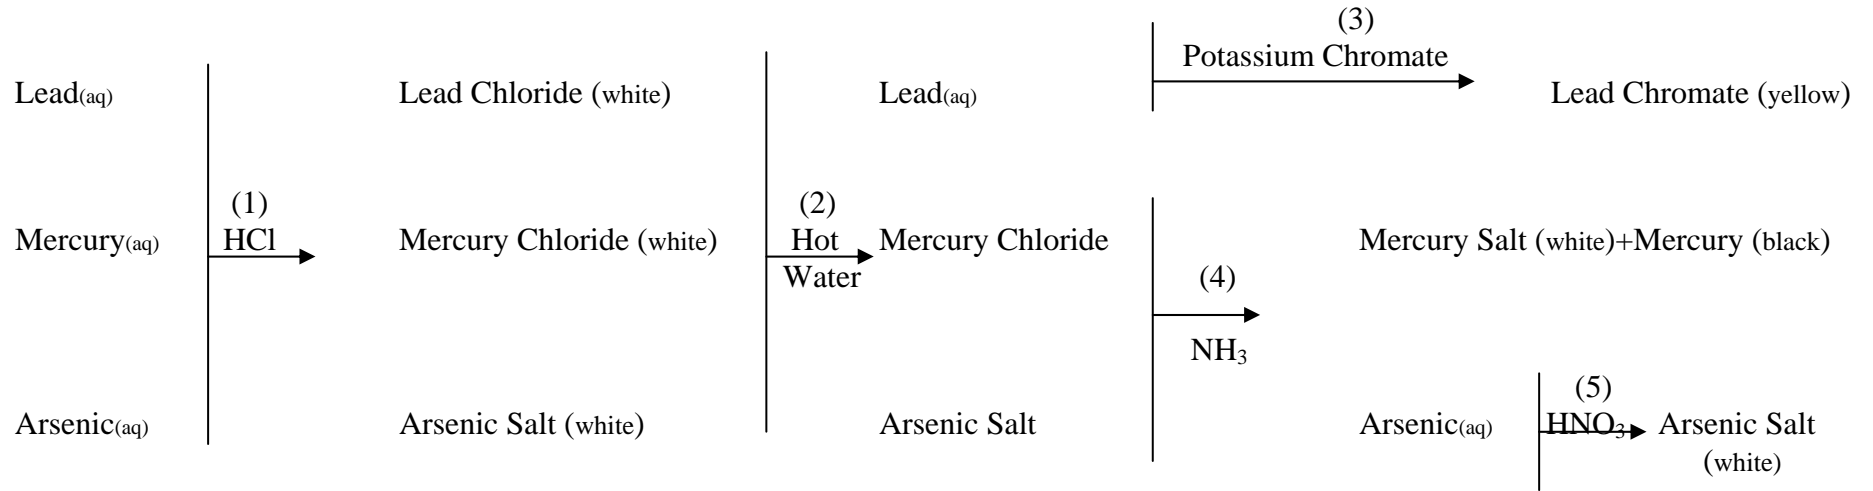 (3)
Potassium Chromate
Lead(aq) Lead Chloride (white) Lead(aq) Lead Chromate (yellow)
(1) (2)
Mercury(aq) HCl Mercury Chloride (white) Hot Mercury Chloride Mercury Salt (white)+Mercury (black)
Water (4)
NH₃
(5)
Arsenic(aq) Arsenic Salt (white) Arsenic Salt Arsenic(aq) HNO₃ Arsenic Salt
(white)